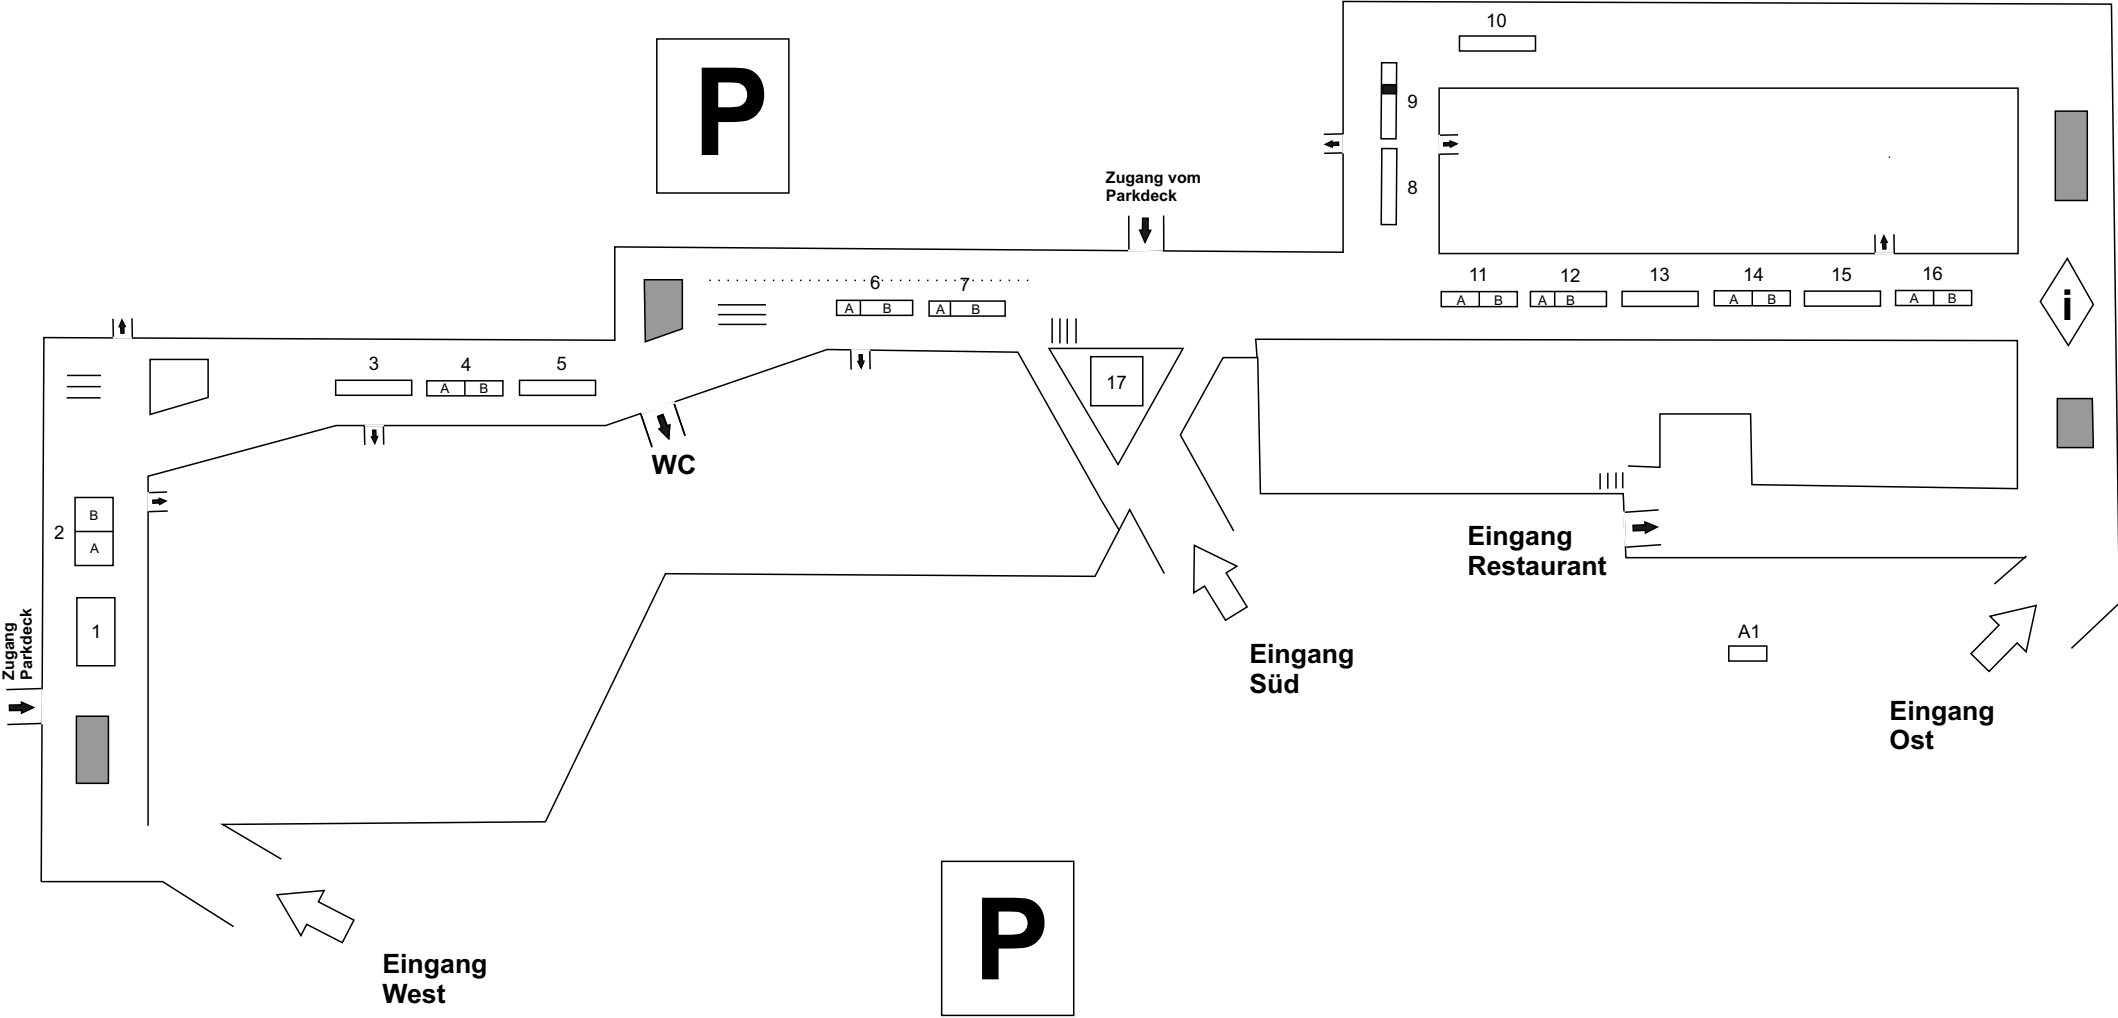 10
P
9
Zugang vom
Parkdeck
8
6
7
11
12
13
14
15
16
A B
A B
A B
A B
A B
A B
i
3
4
5
A B
17
WC
2
B
A
Eingang
Restaurant
1
Zugang
Parkdeck
A1
Eingang
Süd
Eingang
Ost
P
Eingang
West